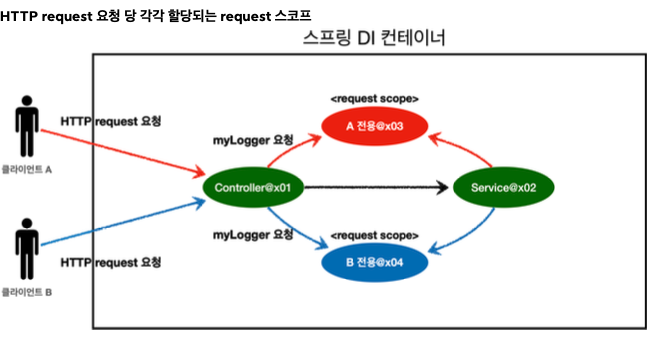 HTTP request 요청 당 각각 할당되는 request 스코프
스프링 DI 컨테이너
<request scope>
HTTP request 요청
A 전용@x03
myLogger 요청
클라이언트 A
Controller@x01
Service@x02
myLogger 요청
<request scope>
HTTP request 요청
B 전용@x04
클라이언트 B